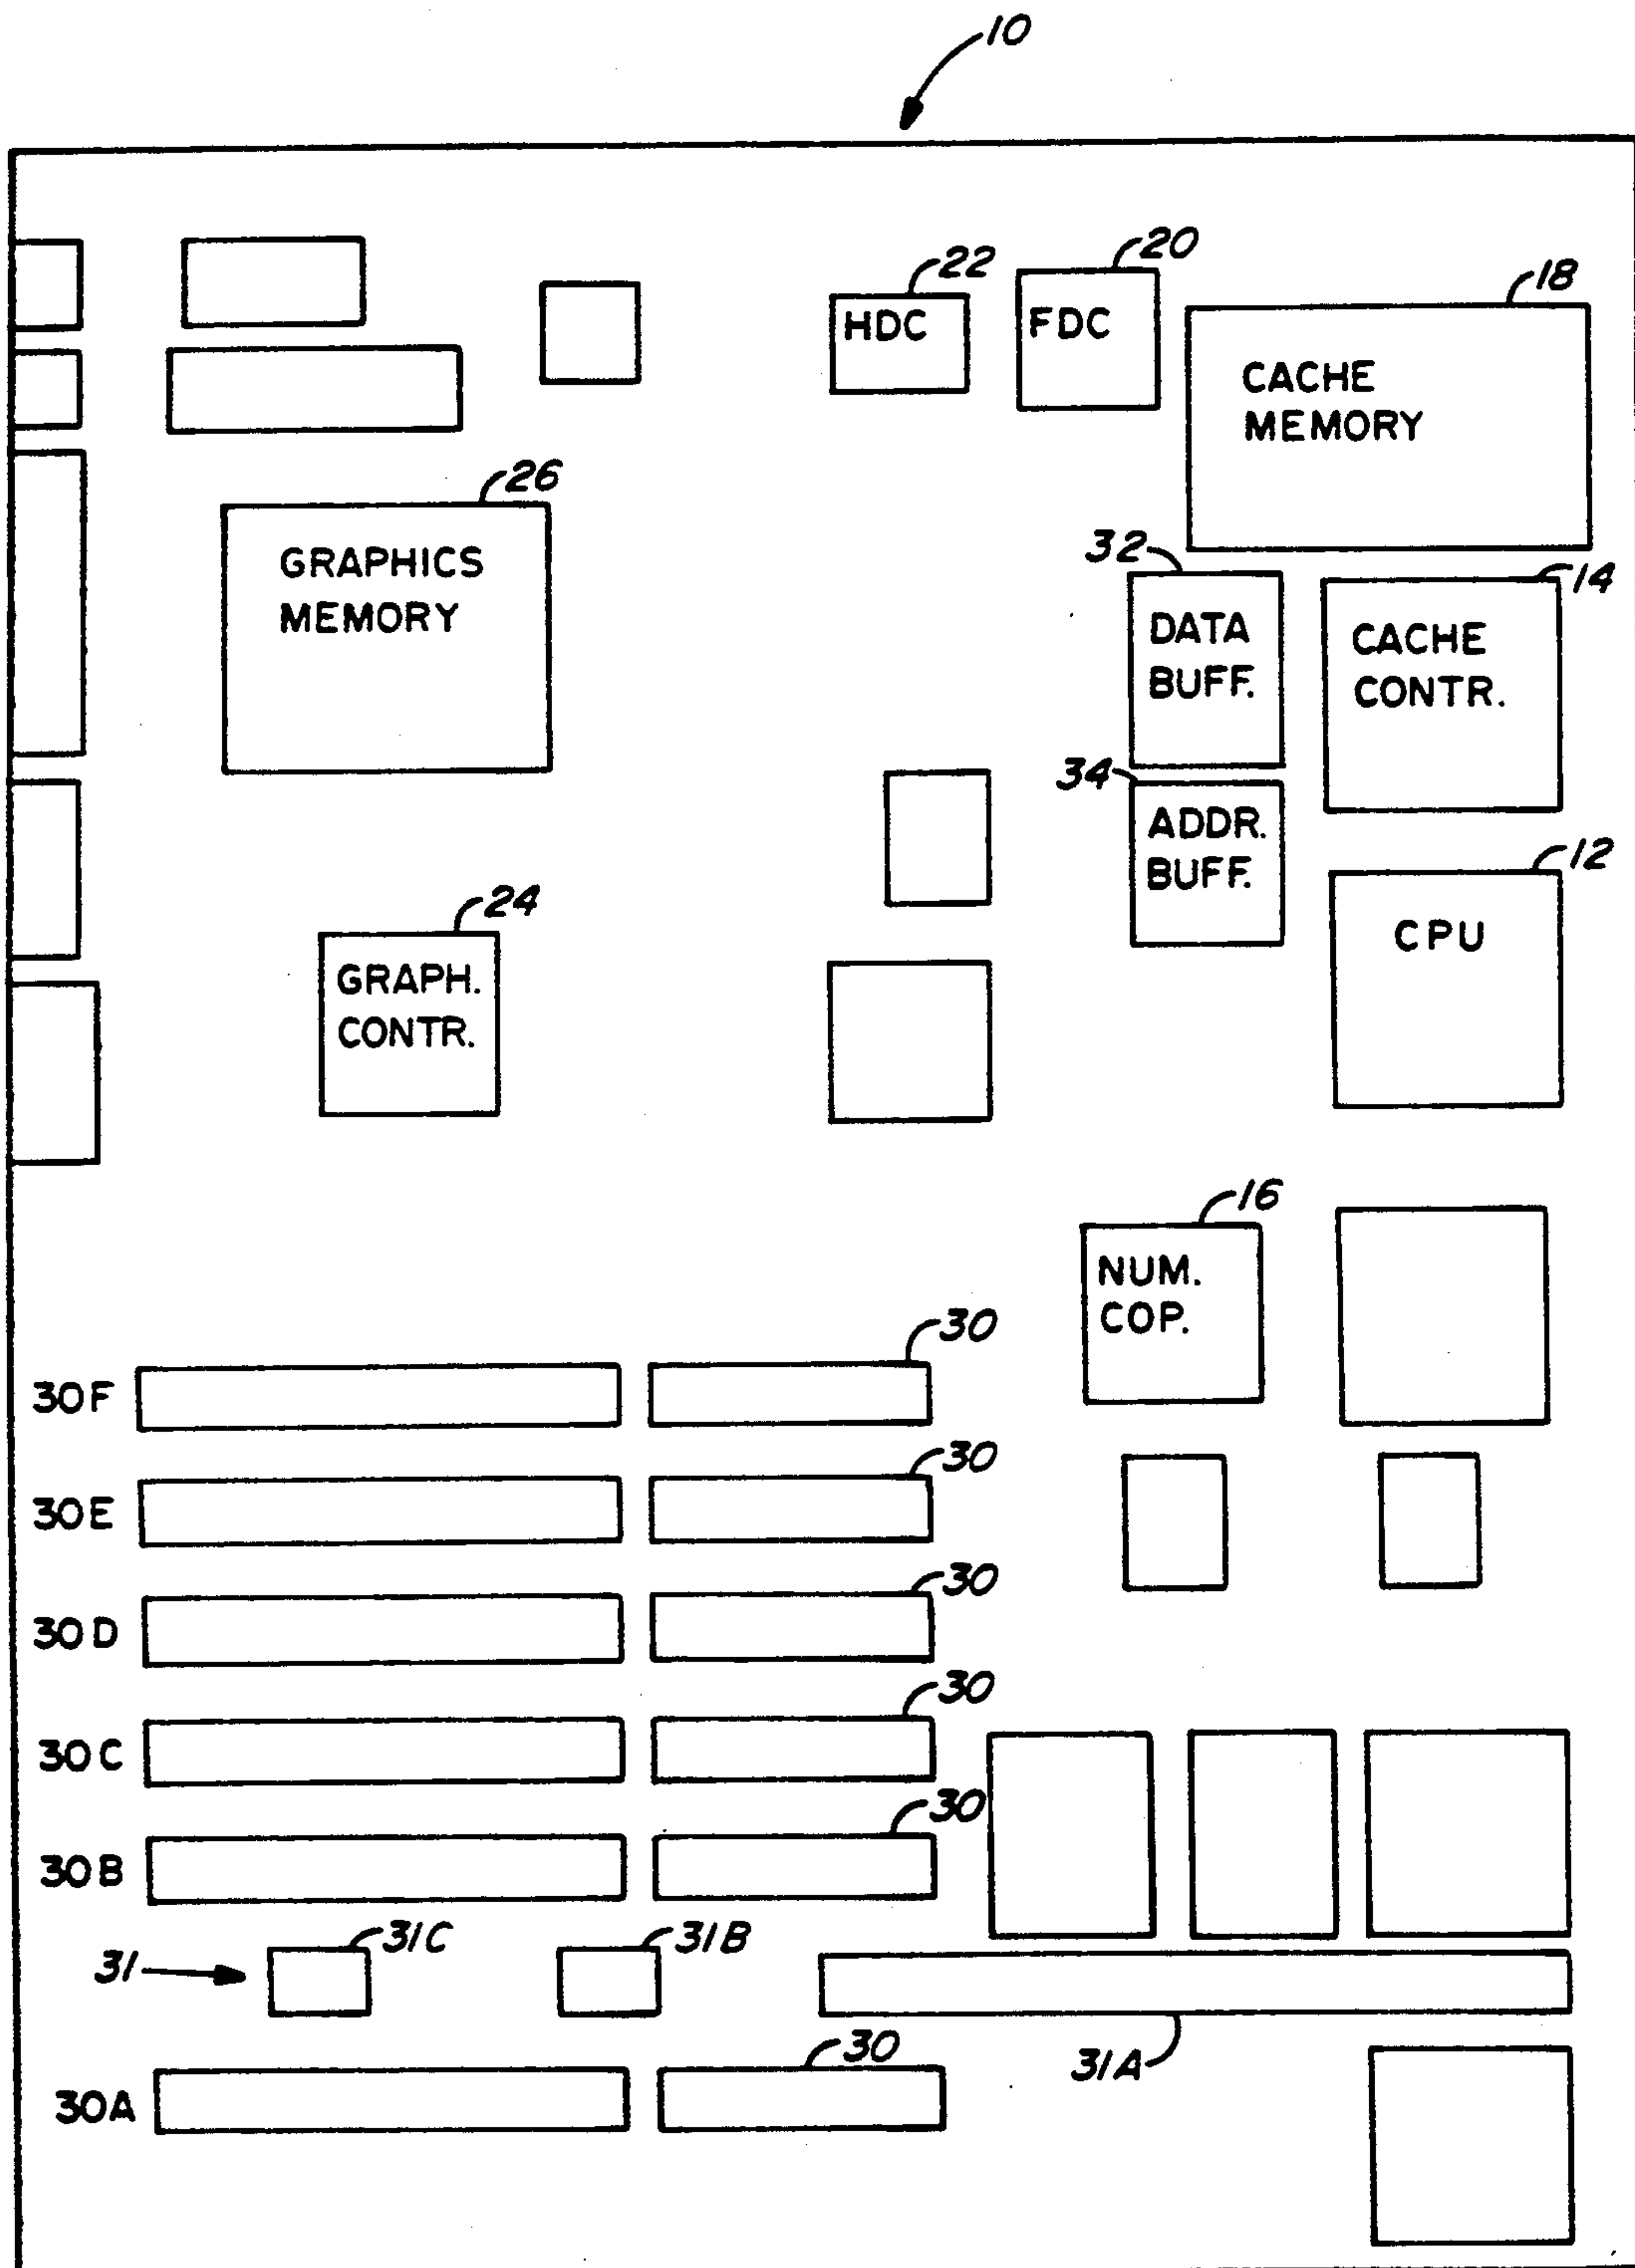 10
22
20
18
HDC
FDC
CACHE
MEMORY
26
GRAPHICS
MEMORY
32
14
DATA
BUFF.
CACHE
CONTR.
34
ADDR.
BUFF.
12
CPU
24
GRAPH.
CONTR.
16
NUM.
COP.
30
30F
30
30E
30
30D
30
30C
30
30B
31
31C
31B
31A
30
30A